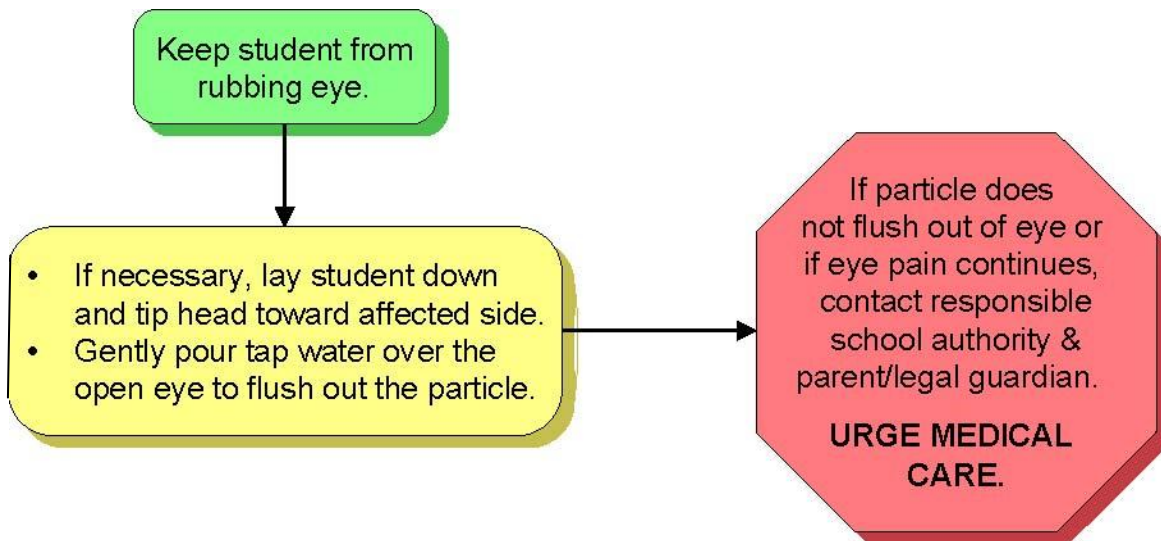 Keep student from
rubbing eye.
• If necessary, lay student down
and tip head toward affected side.
• Gently pour tap water over the
open eye to flush out the particle.
If particle does
not flush out of eye or
if eye pain continues,
contact responsible
school authority &
parent/legal guardian.
URGE MEDICAL
CARE.